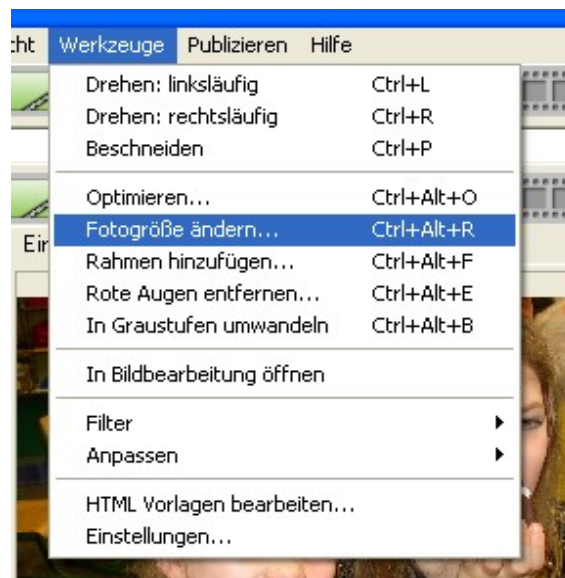 cht Werkzeuge Publizieren Hilfe
Drehen: linksläufig Ctrl+L
Drehen: rechtsläufig Ctrl+R
Beschneiden Ctrl+P
Optimieren... Ctrl+Alt+O
Fotogröße ändern... Ctrl+Alt+R
Ein
Rahmen hinzufügen... Ctrl+Alt+F
Rote Augen entfernen... Ctrl+Alt+E
In Graustufen umwandeln Ctrl+Alt+B
In Bildbearbeitung öffnen
Filter
Anpassen
HTML Vorlagen bearbeiten...
Einstellungen...